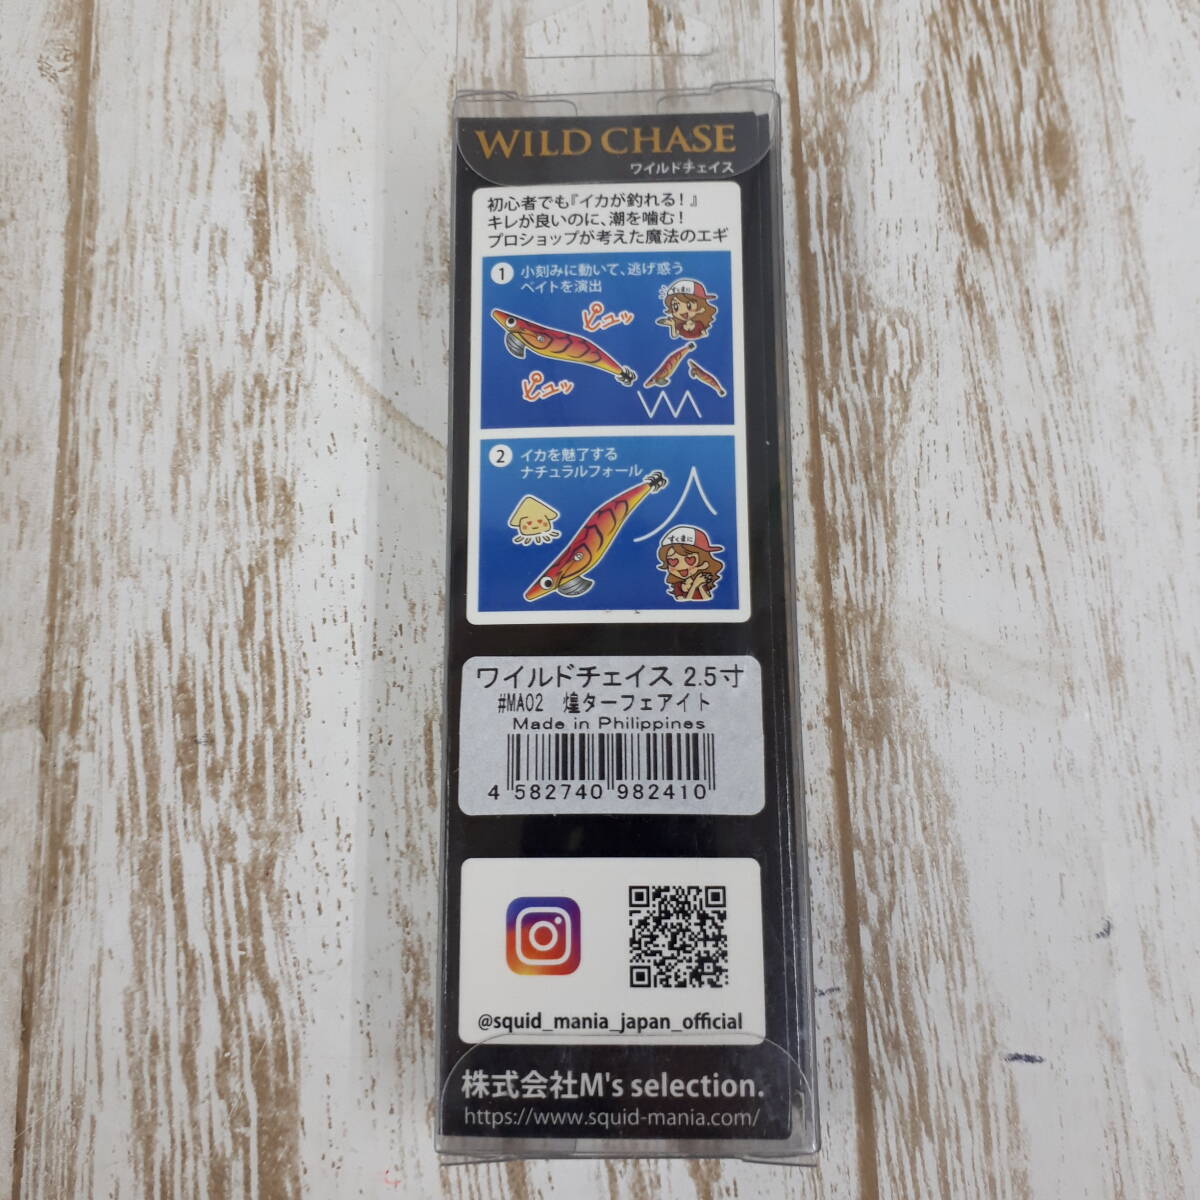 WILD CHASE
ワイルドチェイス
初心者でも『イカが釣れる！』
キレが良いのに、潮を噛む！
プロショップが考えた魔法のエギ
1 小刻みに動いて、逃げ惑う
ベイトを演出
ピュッ
すくまに
ピュッ
2 イカを魅了する
ナチュラルフォール
すくまに
ワイルドチェイス 2.5寸
#MA02 煌ターフェアイト
Made in Philippines
4 582740 982410
@squid_mania_japan_official
株式会社M's selection.
https://www.squid-mania.com/